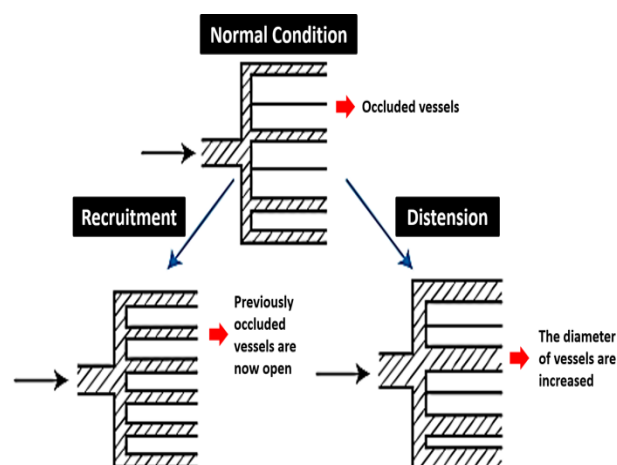 Normal Condition
Occluded vessels
Recruitment
Distension
Previously
occluded
vessels are
now open
The diameter
of vessels are
increased